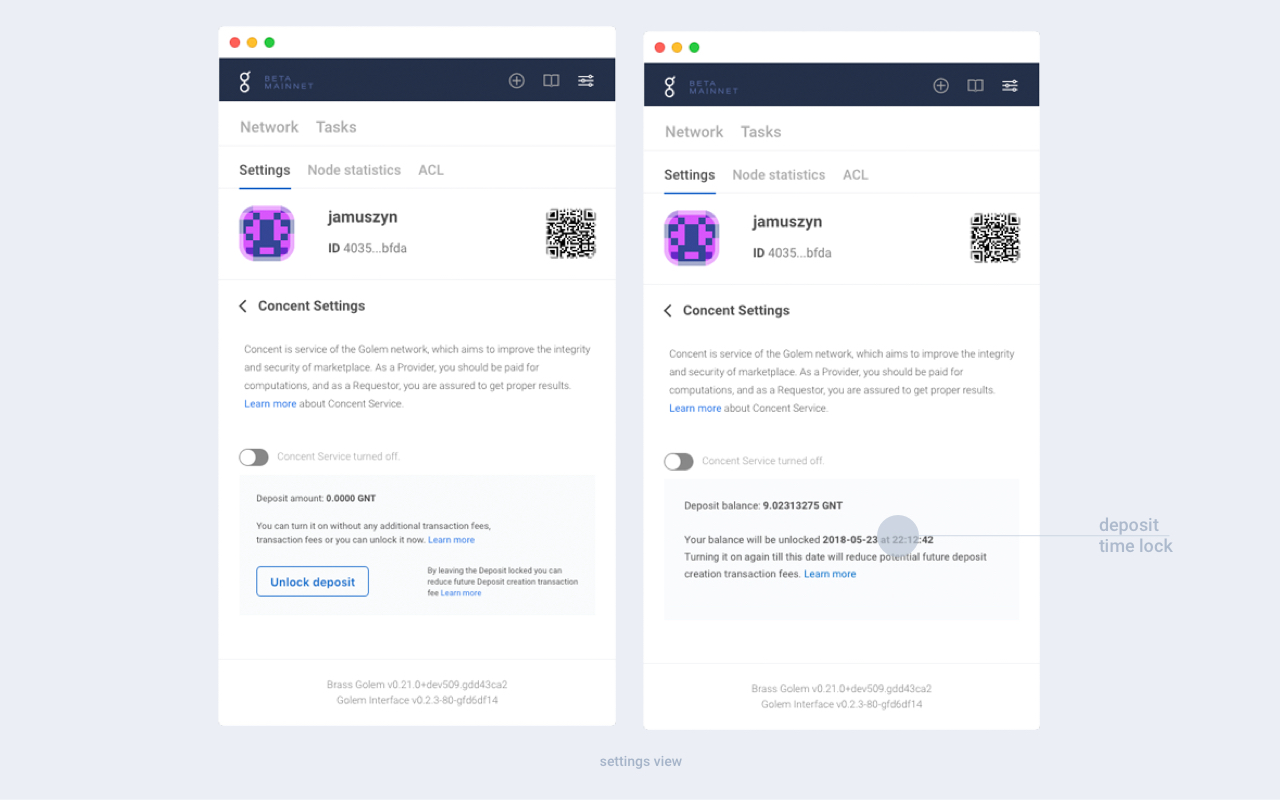 BETA
MAINNET
Network Tasks
Settings Node statistics ACL
jamuszyn
ID 4035...bfda
Concent Settings
Concent is service of the Golem network, which aims to improve the integrity
and security of marketplace. As a Provider, you should be paid for
computations, and as a Requestor, you are assured to get proper results.
Learn more about Concent Service.
Concent Service turned off.
Deposit amount: 0.0000 GNT
You can turn it on without any additional transaction fees,
transaction fees or you can unlock it now. Learn more
Unlock deposit
By leaving the Deposit locked you can
reduce future Deposit creation transaction
fee Learn more
Brass Golem v0.21.0+dev509.gdd43ca2
Golem Interface v0.2.3-80-gfd6df14
BETA
MAINNET
Network Tasks
Settings Node statistics ACL
jamuszyn
ID 4035...bfda
Concent Settings
Concent is service of the Golem network, which aims to improve the integrity
and security of marketplace. As a Provider, you should be paid for
computations, and as a Requestor, you are assured to get proper results.
Learn more about Concent Service.
Concent Service turned off.
Deposit balance: 9.02313275 GNT
Your balance will be unlocked 2018-05-23 at 22:12:42
Turning it on again till this date will reduce potential future deposit
creation transaction fees. Learn more
Brass Golem v0.21.0+dev509.gdd43ca2
Golem Interface v0.2.3-80-gfd6df14
deposit
time lock
settings view